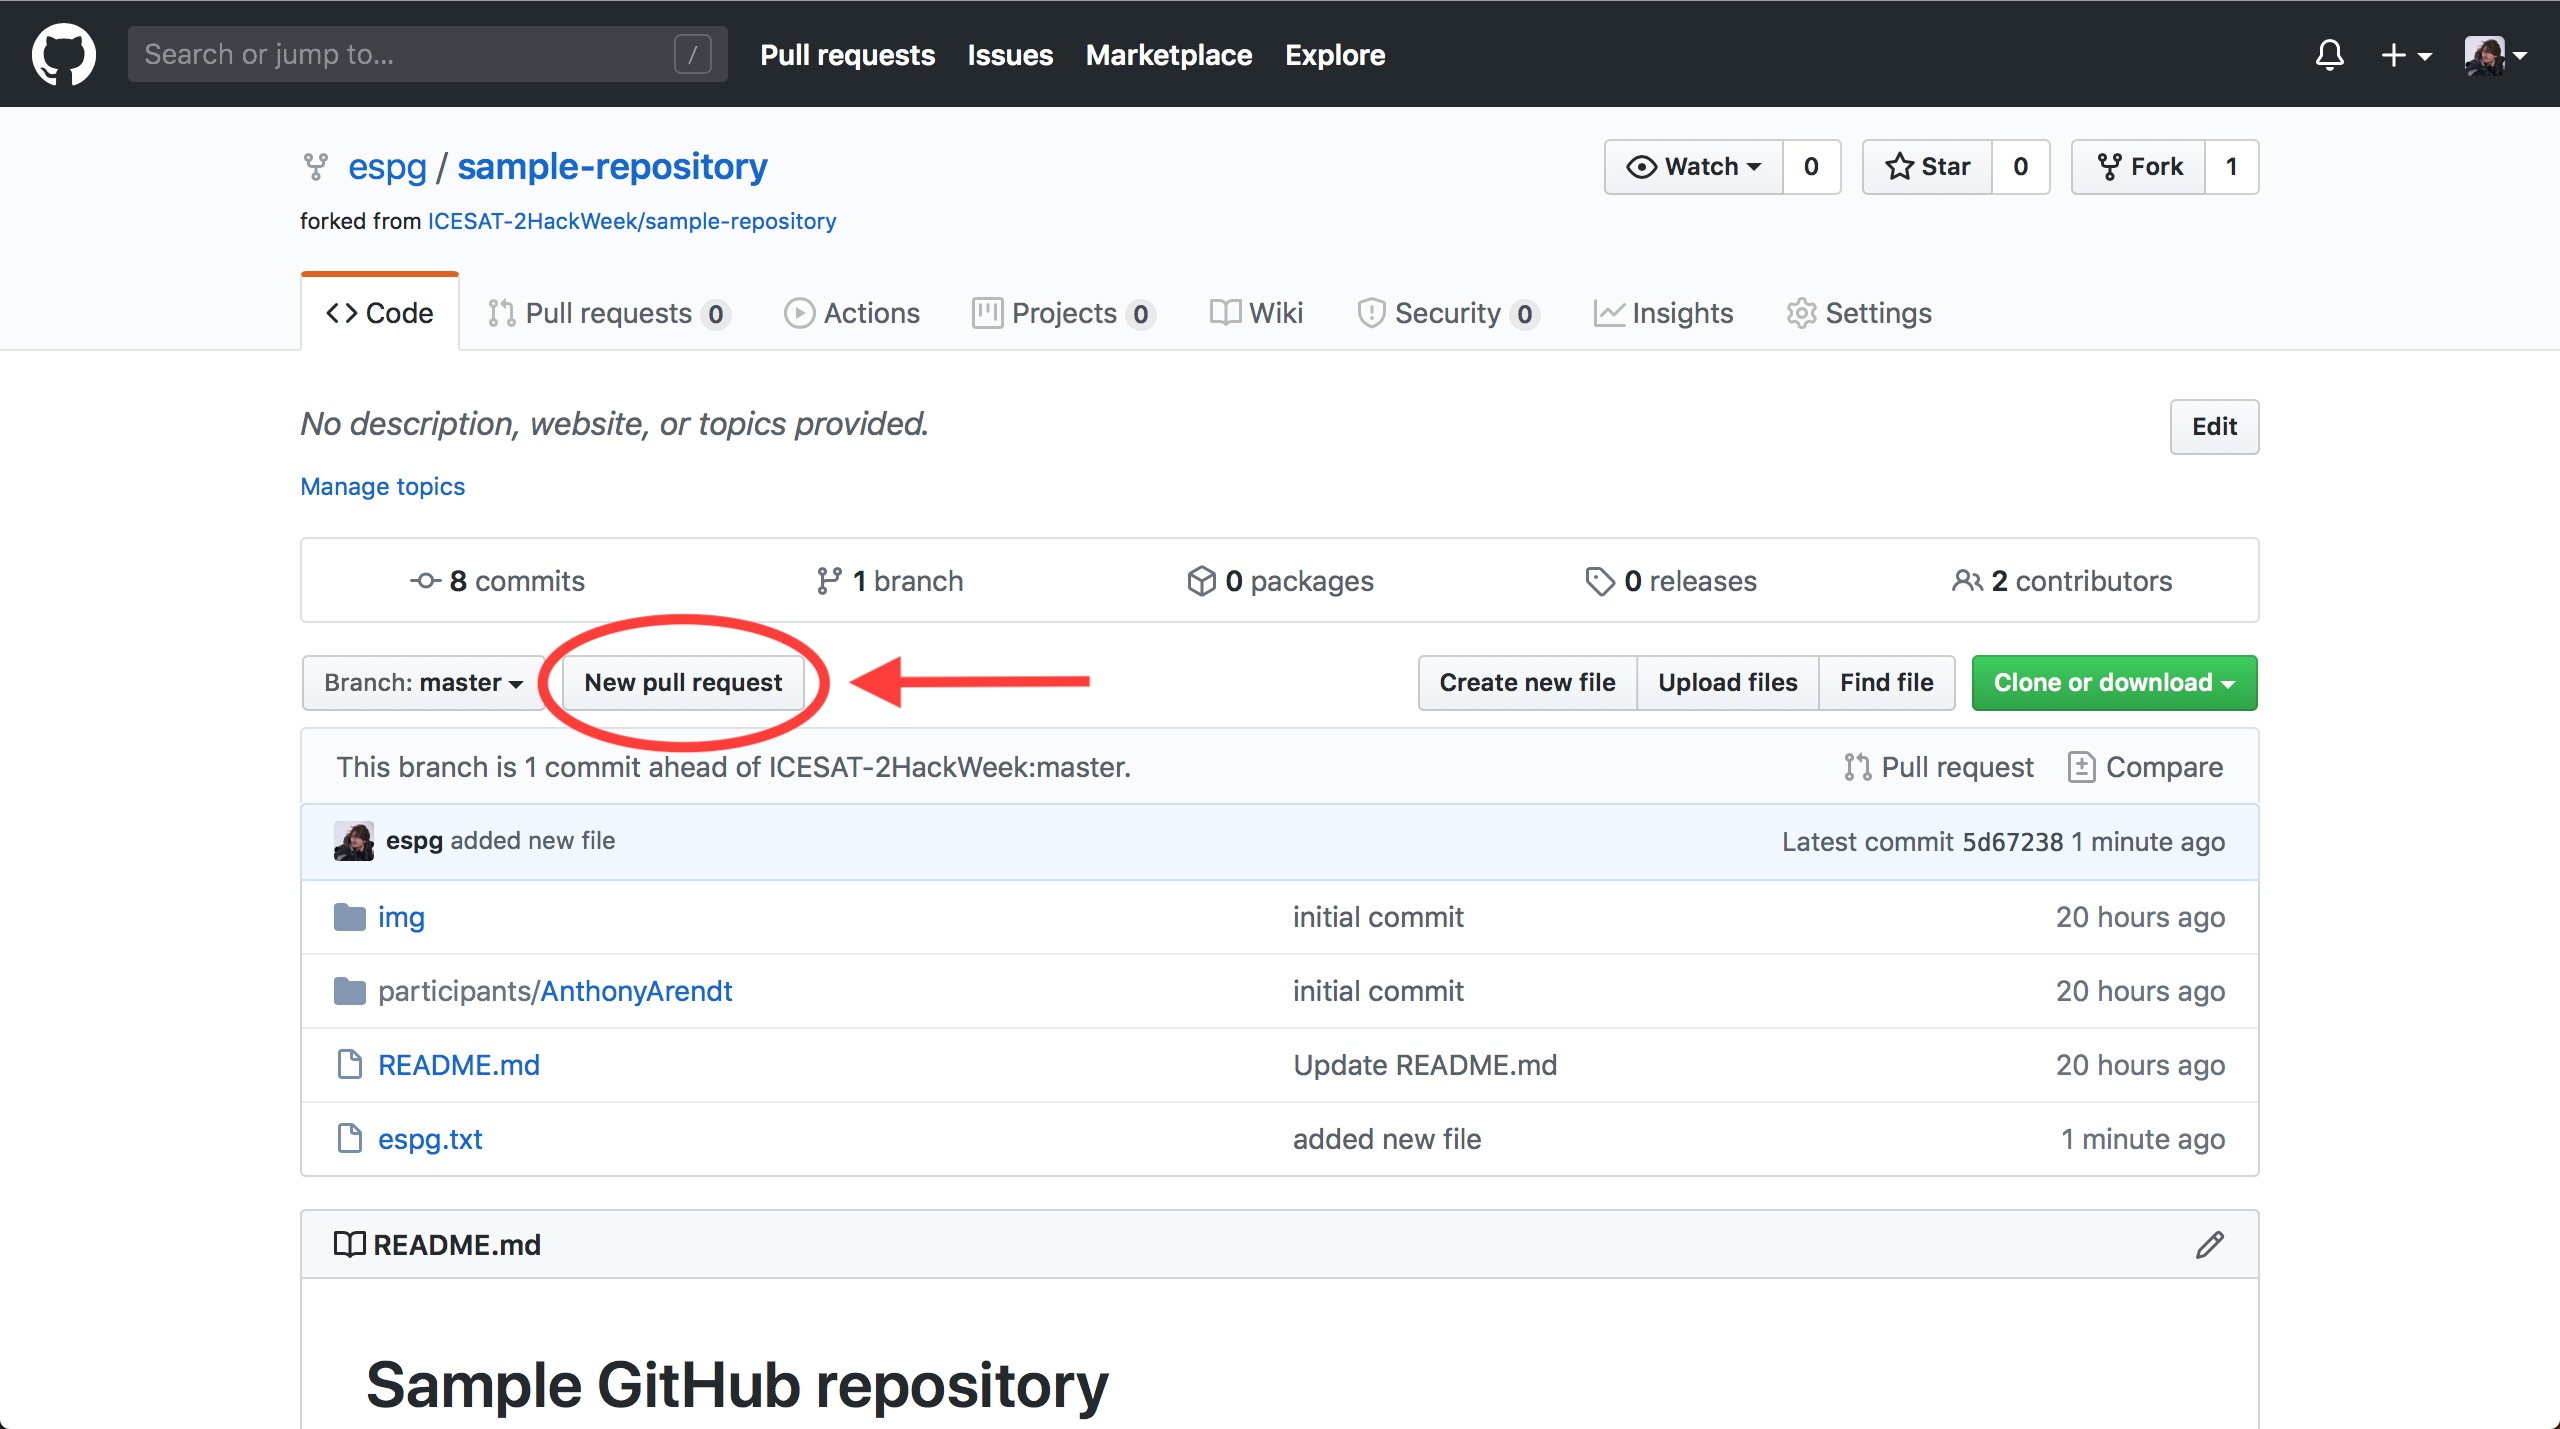 Search or jump to... / Pull requests Issues Marketplace Explore
espg / sample-repository Watch 0 Star 0 Fork 1
forked from ICESAT-2HackWeek/sample-repository
Code Pull requests 0 Actions Projects 0 Wiki Security 0 Insights Settings
No description, website, or topics provided. Edit
Manage topics
8 commits 1 branch 0 packages 0 releases 2 contributors
Branch: master New pull request Create new file Upload files Find file Clone or download
This branch is 1 commit ahead of ICESAT-2HackWeek:master. Pull request Compare
espg added new file Latest commit 5d67238 1 minute ago
img initial commit 20 hours ago
participants/AnthonyArendt initial commit 20 hours ago
README.md Update README.md 20 hours ago
espg.txt added new file 1 minute ago
README.md
Sample GitHub repository